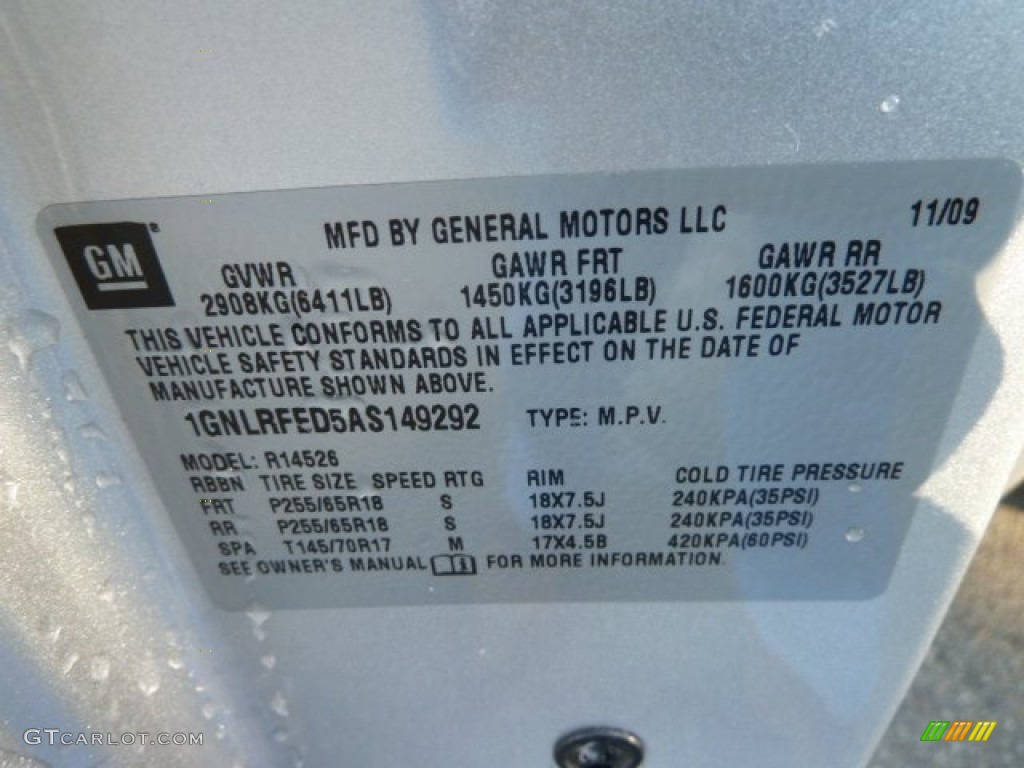 GM®
MFD BY GENERAL MOTORS LLC 11/09
GVWR GAWR FRT GAWR RR
2908KG(6411LB) 1450KG(3196LB) 1600KG(3527LB)
THIS VEHICLE CONFORMS TO ALL APPLICABLE U.S. FEDERAL MOTOR
VEHICLE SAFETY STANDARDS IN EFFECT ON THE DATE OF
MANUFACTURE SHOWN ABOVE.
1GNLRFED5AS149292 TYPE: M.P.V.
MODEL: R14526
RBBN TIRE SIZE SPEED RTG RIM COLD TIRE PRESSURE
FRT P255/65R18 S 18X7.5J 240KPA(35PSI)
RR P255/65R18 S 18X7.5J 240KPA(35PSI)
SPA T145/70R17 M 17X4.5B 420KPA(60PSI)
SEE OWNER'S MANUAL FOR MORE INFORMATION.
GTCARLOT.COM